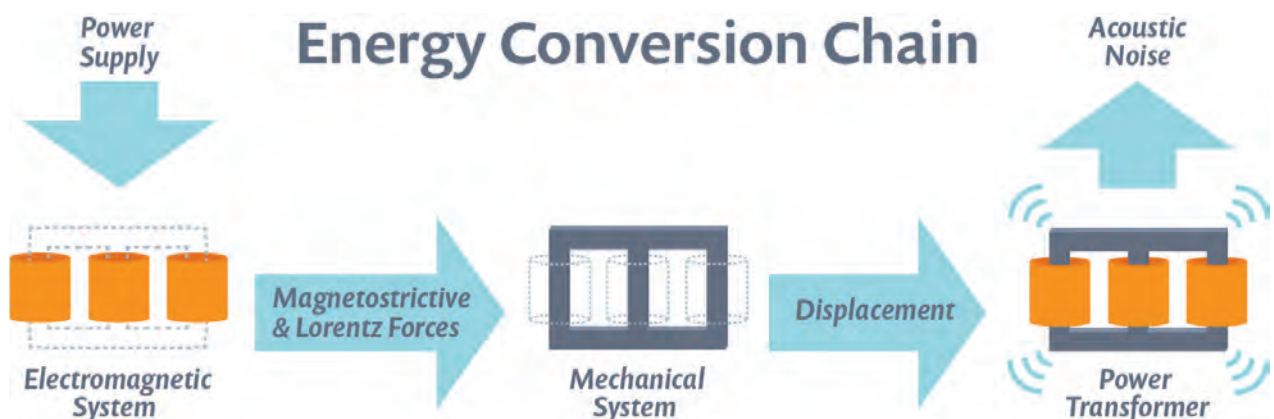 Power
Supply
Energy Conversion Chain
Acoustic
Noise
Magnetostrictive
& Lorentz Forces
Displacement
Electromagnetic
System
Mechanical
System
Power
Transformer